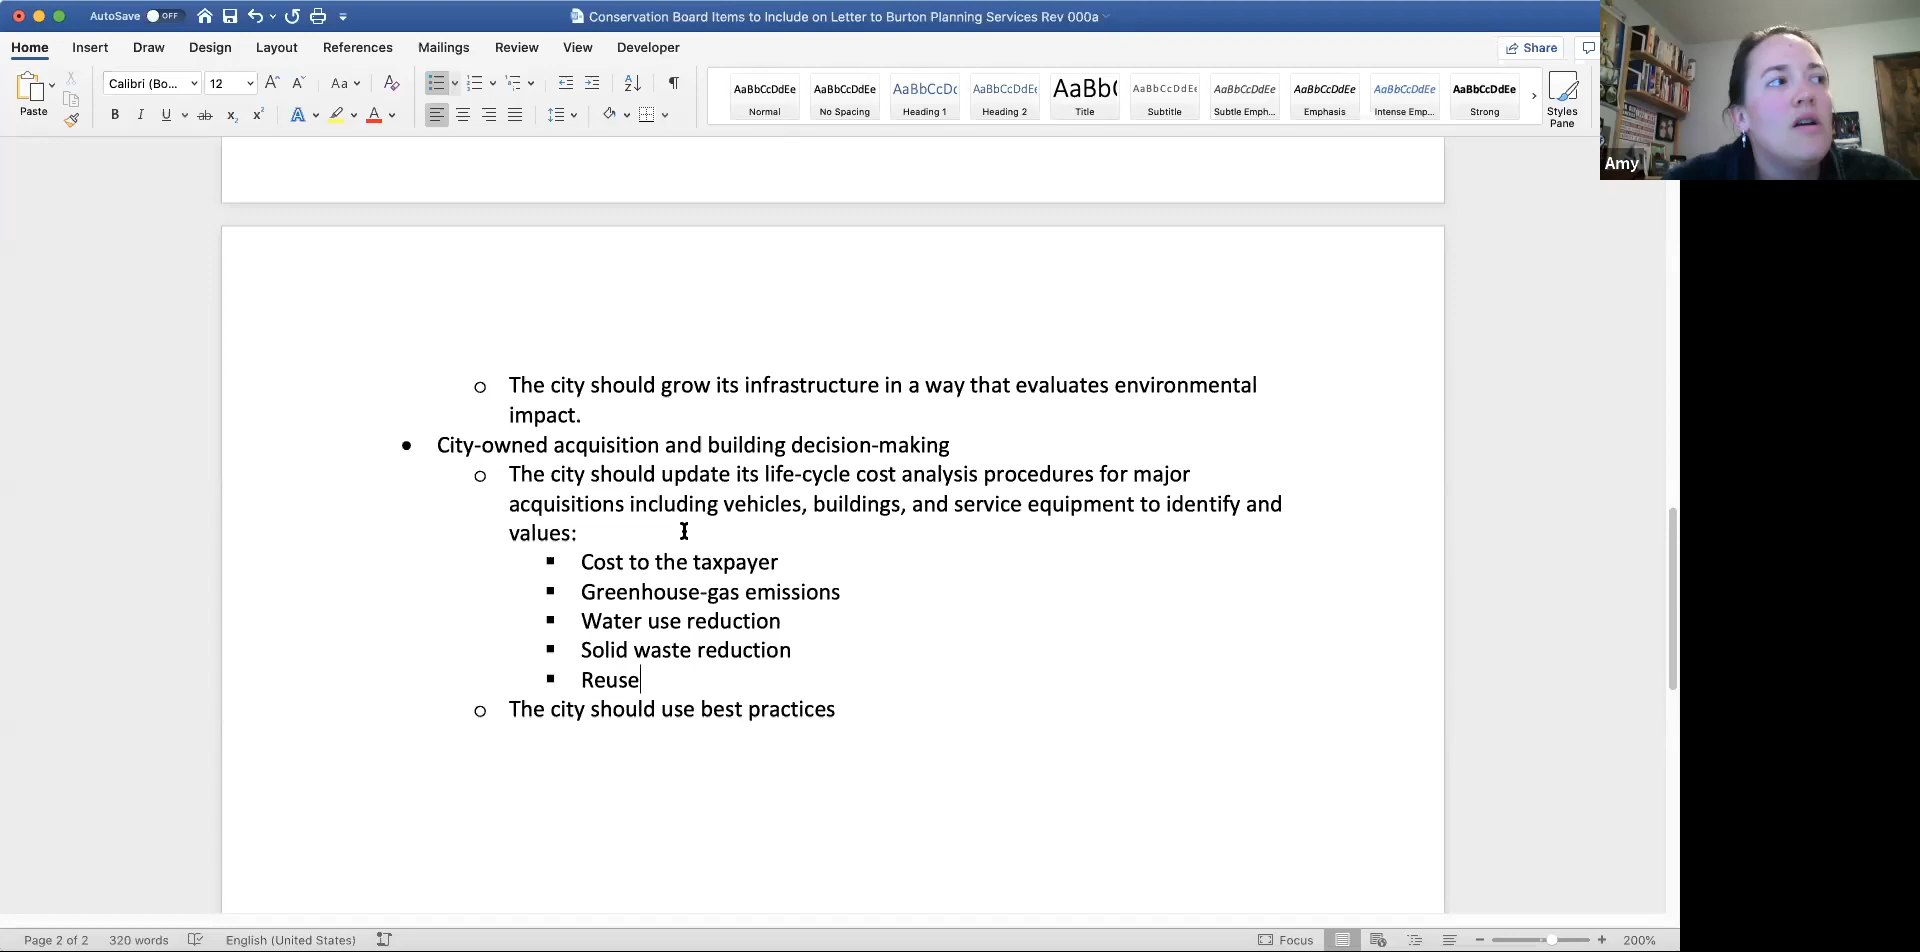 AutoSave OFF
Conservation Board Items to Include on Letter to Burton Planning Services Rev 000a
Home Insert Draw Design Layout References Mailings Review View Developer
Share
Paste
Calibri (Bo... 12
AaBbCcDdEe Normal
AaBbCcDdEe No Spacing
AaBbCcDc Heading 1
AaBbCcDdEe Heading 2
AaBb( Title
AaBbCcDdEe Subtitle
AaBbCcDdEe Subtle Emph...
AaBbCcDdEe Emphasis
AaBbCcDdEe Intense Emp...
AaBbCcDdEe Strong
Styles Pane
Amy
o The city should grow its infrastructure in a way that evaluates environmental
impact.
• City-owned acquisition and building decision-making
o The city should update its life-cycle cost analysis procedures for major
acquisitions including vehicles, buildings, and service equipment to identify and
values:
▪ Cost to the taxpayer
▪ Greenhouse-gas emissions
▪ Water use reduction
▪ Solid waste reduction
▪ Reuse
o The city should use best practices
Page 2 of 2 320 words English (United States) Focus 200%